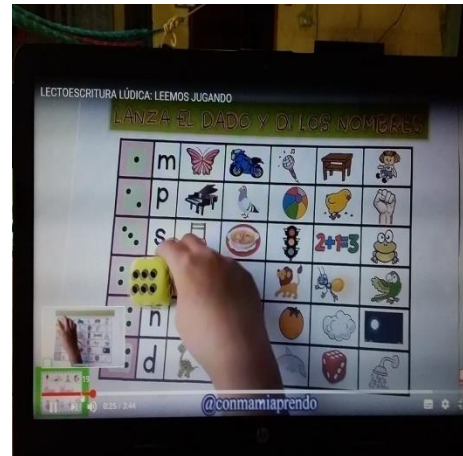 LECTOESCRITURA LÚDICA: LEEMOS JUGANDO
LANZA EL DADO Y DI LOS NOMBRES
m
p
s
2+1=3
n
d
0:25 / 2:44
@conmamiaprendo